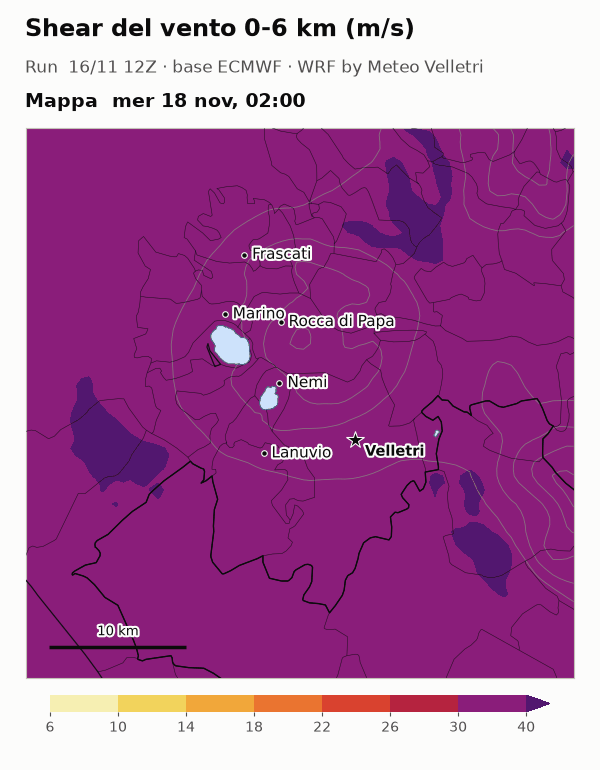 Shear del vento 0-6 km (m/s)
Run 16/11 12Z · base ECMWF · WRF by Meteo Velletri
Mappa mer 18 nov, 02:00
Frascati
Marino
Rocca di Papa
Nemi
Velletri
Lanuvio
10 km
6 10 14 18 22 26 30 40